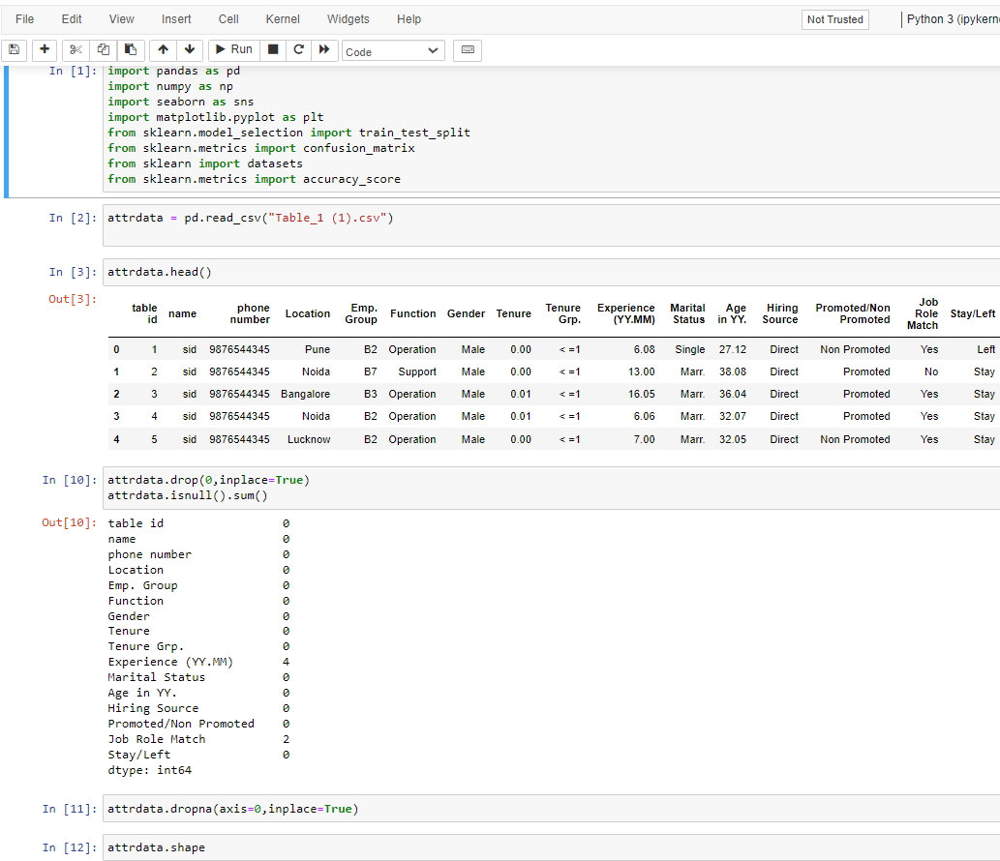 File Edit View Insert Cell Kernel Widgets Help Not Trusted Python 3 (ipykern
Run Code
In [1]: import pandas as pd
import numpy as np
import seaborn as sns
import matplotlib.pyplot as plt
from sklearn.model_selection import train_test_split
from sklearn.metrics import confusion_matrix
from sklearn import datasets
from sklearn.metrics import accuracy_score
In [2]: attrdata = pd.read_csv("Table_1 (1).csv")
In [3]: attrdata.head()
Out[3]:
table id name phone number Location Emp. Group Function Gender Tenure Tenure Grp. Experience (YY.MM) Marital Status Age in YY. Hiring Source Promoted/Non Promoted Job Role Match Stay/Left
0 1 sid 9876544345 Pune B2 Operation Male 0.00 < =1 6.08 Single 27.12 Direct Non Promoted Yes Left
1 2 sid 9876544345 Noida B7 Support Male 0.00 < =1 13.00 Marr. 38.08 Direct Promoted No Stay
2 3 sid 9876544345 Bangalore B3 Operation Male 0.01 < =1 16.05 Marr. 36.04 Direct Promoted Yes Stay
3 4 sid 9876544345 Noida B2 Operation Male 0.01 < =1 6.06 Marr. 32.07 Direct Promoted Yes Stay
4 5 sid 9876544345 Lucknow B2 Operation Male 0.00 < =1 7.00 Marr. 32.05 Direct Non Promoted Yes Stay
In [10]: attrdata.drop(0,inplace=True)
attrdata.isnull().sum()
Out[10]: table id 0
name 0
phone number 0
Location 0
Emp. Group 0
Function 0
Gender 0
Tenure 0
Tenure Grp. 0
Experience (YY.MM) 4
Marital Status 0
Age in YY. 0
Hiring Source 0
Promoted/Non Promoted 0
Job Role Match 2
Stay/Left 0
dtype: int64
In [11]: attrdata.dropna(axis=0,inplace=True)
In [12]: attrdata.shape